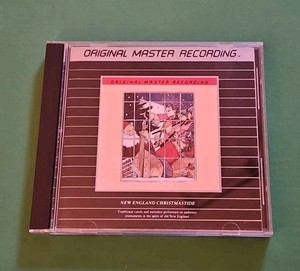 ORIGINAL MASTER RECORDING™
ORIGINAL MASTER RECORDING
NEW ENGLAND CHRISTMASTIDE
Traditional carols and melodies performed on authentic
instruments in the spirit of old New England